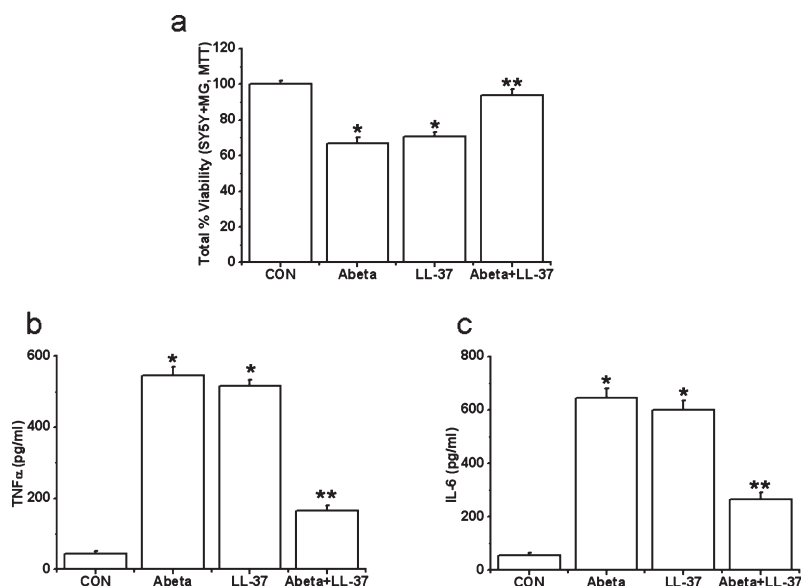 a
Total % Viability (SY5Y+MG, MTT)
120
100
80
60
40
20
0
*
*
**
CON Abeta LL-37 Abeta+LL-37
b
TNFα (pg/ml)
600
400
200
0
*
*
**
CON Abeta LL-37 Abeta+LL-37
c
IL-6 (pg/ml)
800
600
400
200
0
*
*
**
CON Abeta LL-37 Abeta+LL-37